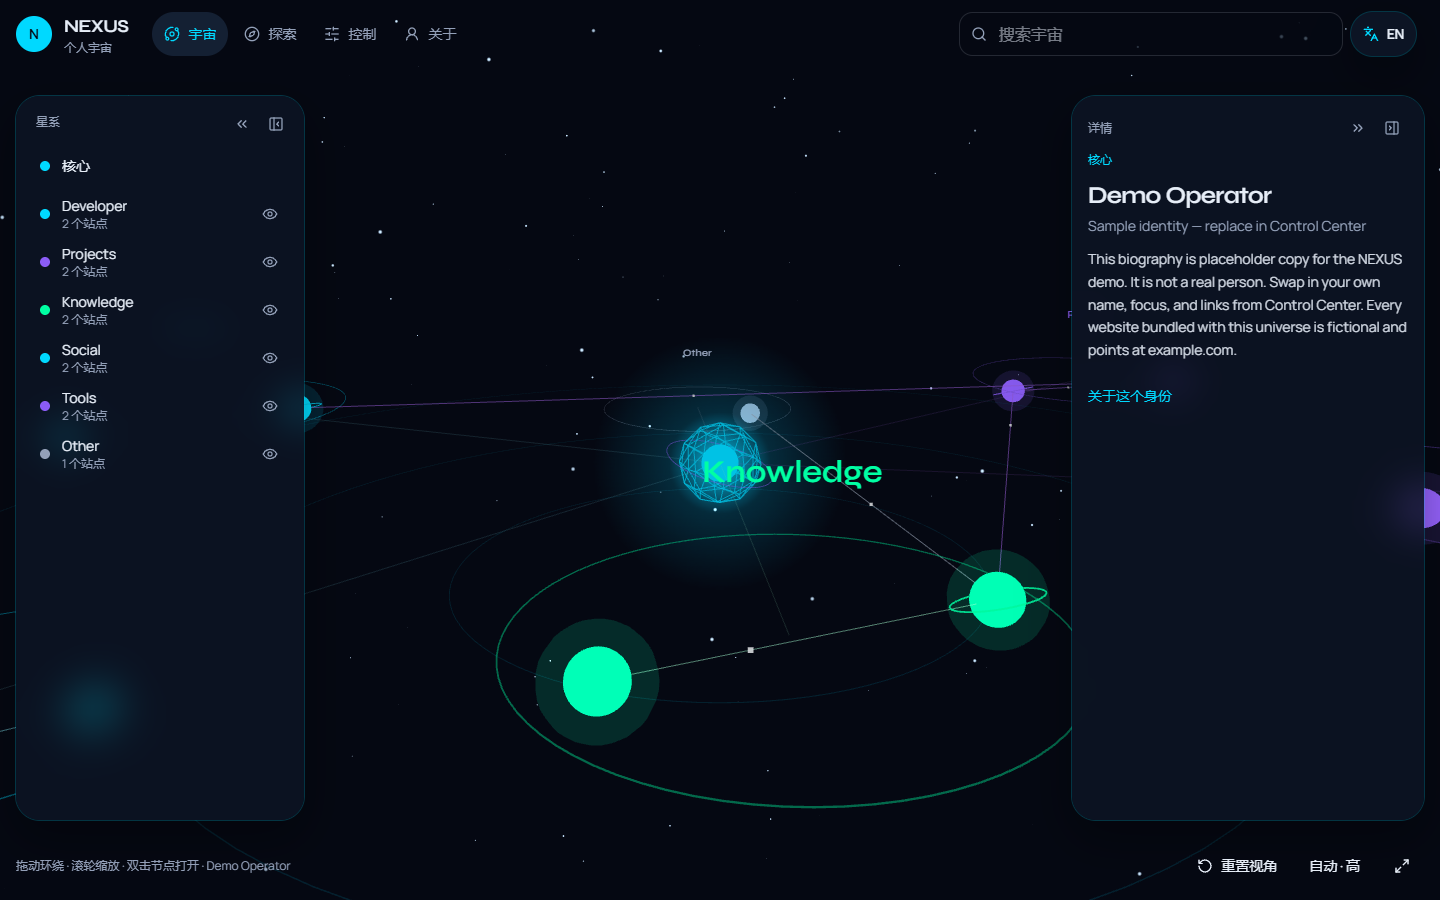 N
NEXUS
个人宇宙
宇宙
探索
控制
关于
搜索宇宙
EN
星系
核心
Developer
2 个站点
Projects
2 个站点
Knowledge
2 个站点
Social
2 个站点
Tools
2 个站点
Other
1 个站点
Other
Knowledge
详情
核心
Demo Operator
Sample identity — replace in Control Center
This biography is placeholder copy for the NEXUS
demo. It is not a real person. Swap in your own
name, focus, and links from Control Center. Every
website bundled with this universe is fictional and
points at example.com.
关于这个身份
拖动环绕 · 滚轮缩放 · 双击节点打开 · Demo Operator
重置视角
自动 · 高